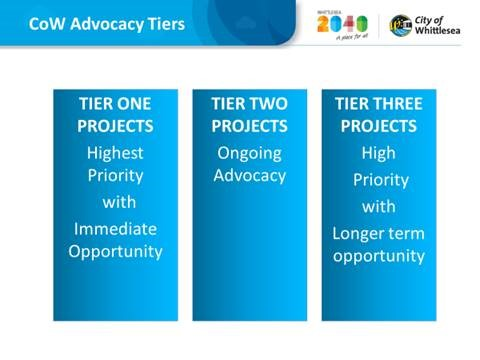 CoW Advocacy Tiers
WHITTLESEA
2040
A place for all
City of
Whittlesea
TIER ONE
PROJECTS
Highest
Priority
with
Immediate
Opportunity
TIER TWO
PROJECTS
Ongoing
Advocacy
TIER THREE
PROJECTS
High
Priority
with
Longer term
opportunity